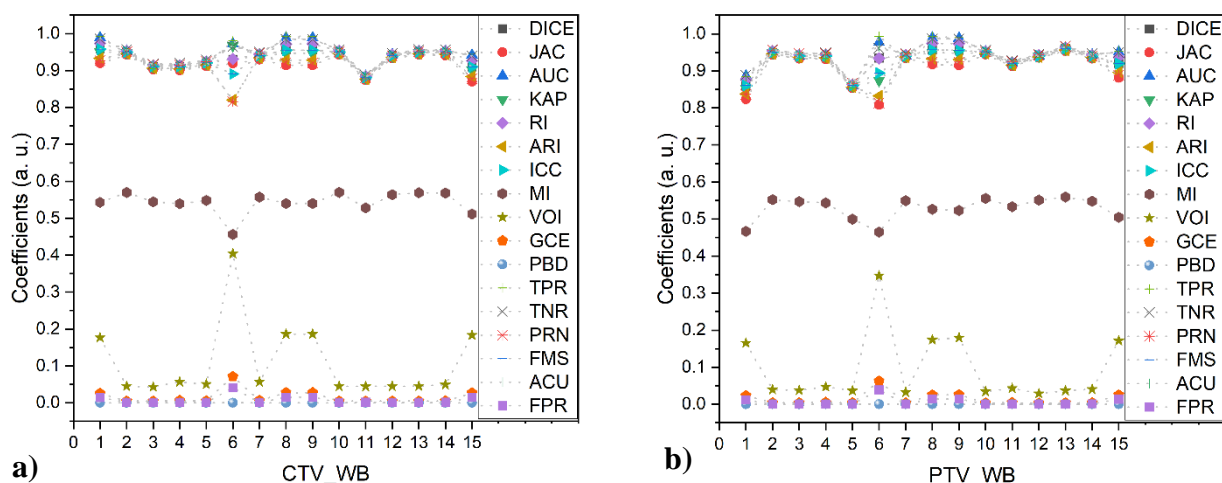 Coefficients (a. u.)
1.0
0.9
0.8
0.7
0.6
0.5
0.4
0.3
0.2
0.1
0.0
1 2 3 4 5 6 7 8 9 10 11 12 13 14 15
CTV_WB
a)
DICE
JAC
AUC
KAP
RI
ARI
ICC
MI
VOI
GCE
PBD
TPR
TNR
PRN
FMS
ACU
FPR
Coefficients (a. u.)
1.0
0.9
0.8
0.7
0.6
0.5
0.4
0.3
0.2
0.1
0.0
1 2 3 4 5 6 7 8 9 10 11 12 13 14 15
PTV_WB
b)
DICE
JAC
AUC
KAP
RI
ARI
ICC
MI
VOI
GCE
PBD
TPR
TNR
PRN
FMS
ACU
FPR